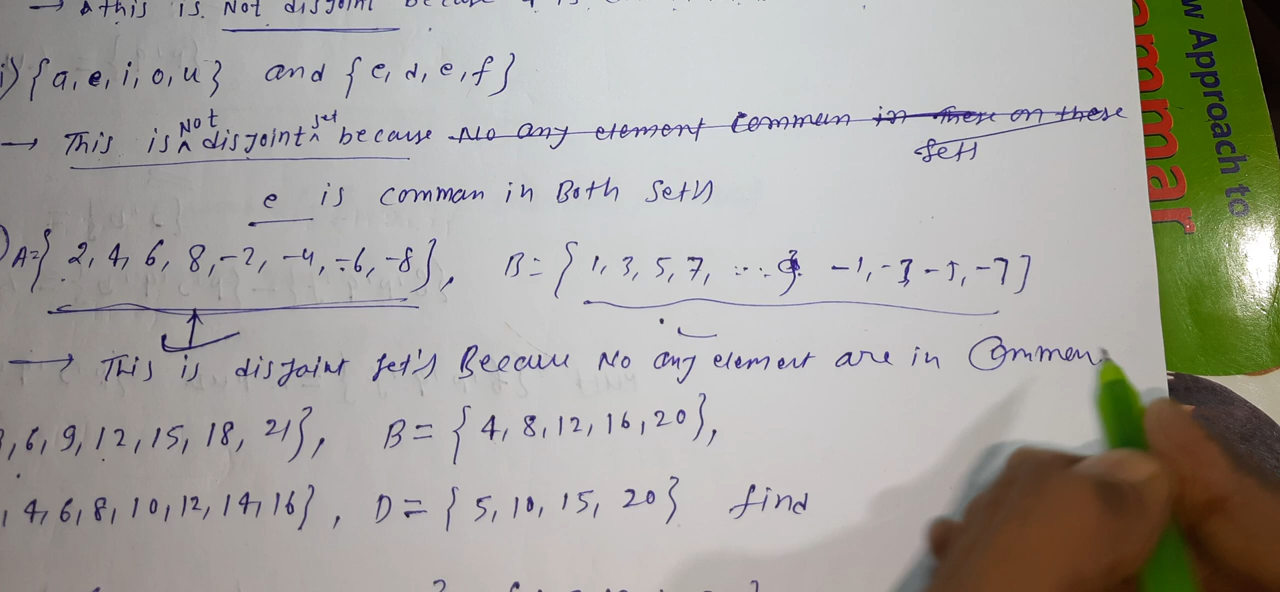 → this is Not disjoint
i) {a, e, i, o, u} and {c, d, e, f}
→ This is Not disjoint set because No any element Comman in these on these
sets
e is comman in Both Sets
) A={ 2, 4, 6, 8, -2, -4, -6, -8}, B= { 1, 3, 5, 7, ... -1, -3 -5, -7}
→ This is disjoint set's Because No any element are in Commen
, 6, 9, 12, 15, 18, 21}, B= { 4, 8, 12, 16, 20},
, 4, 6, 8, 10, 12, 14, 16}, D= { 5, 10, 15, 20} find
w Approach to
mmar